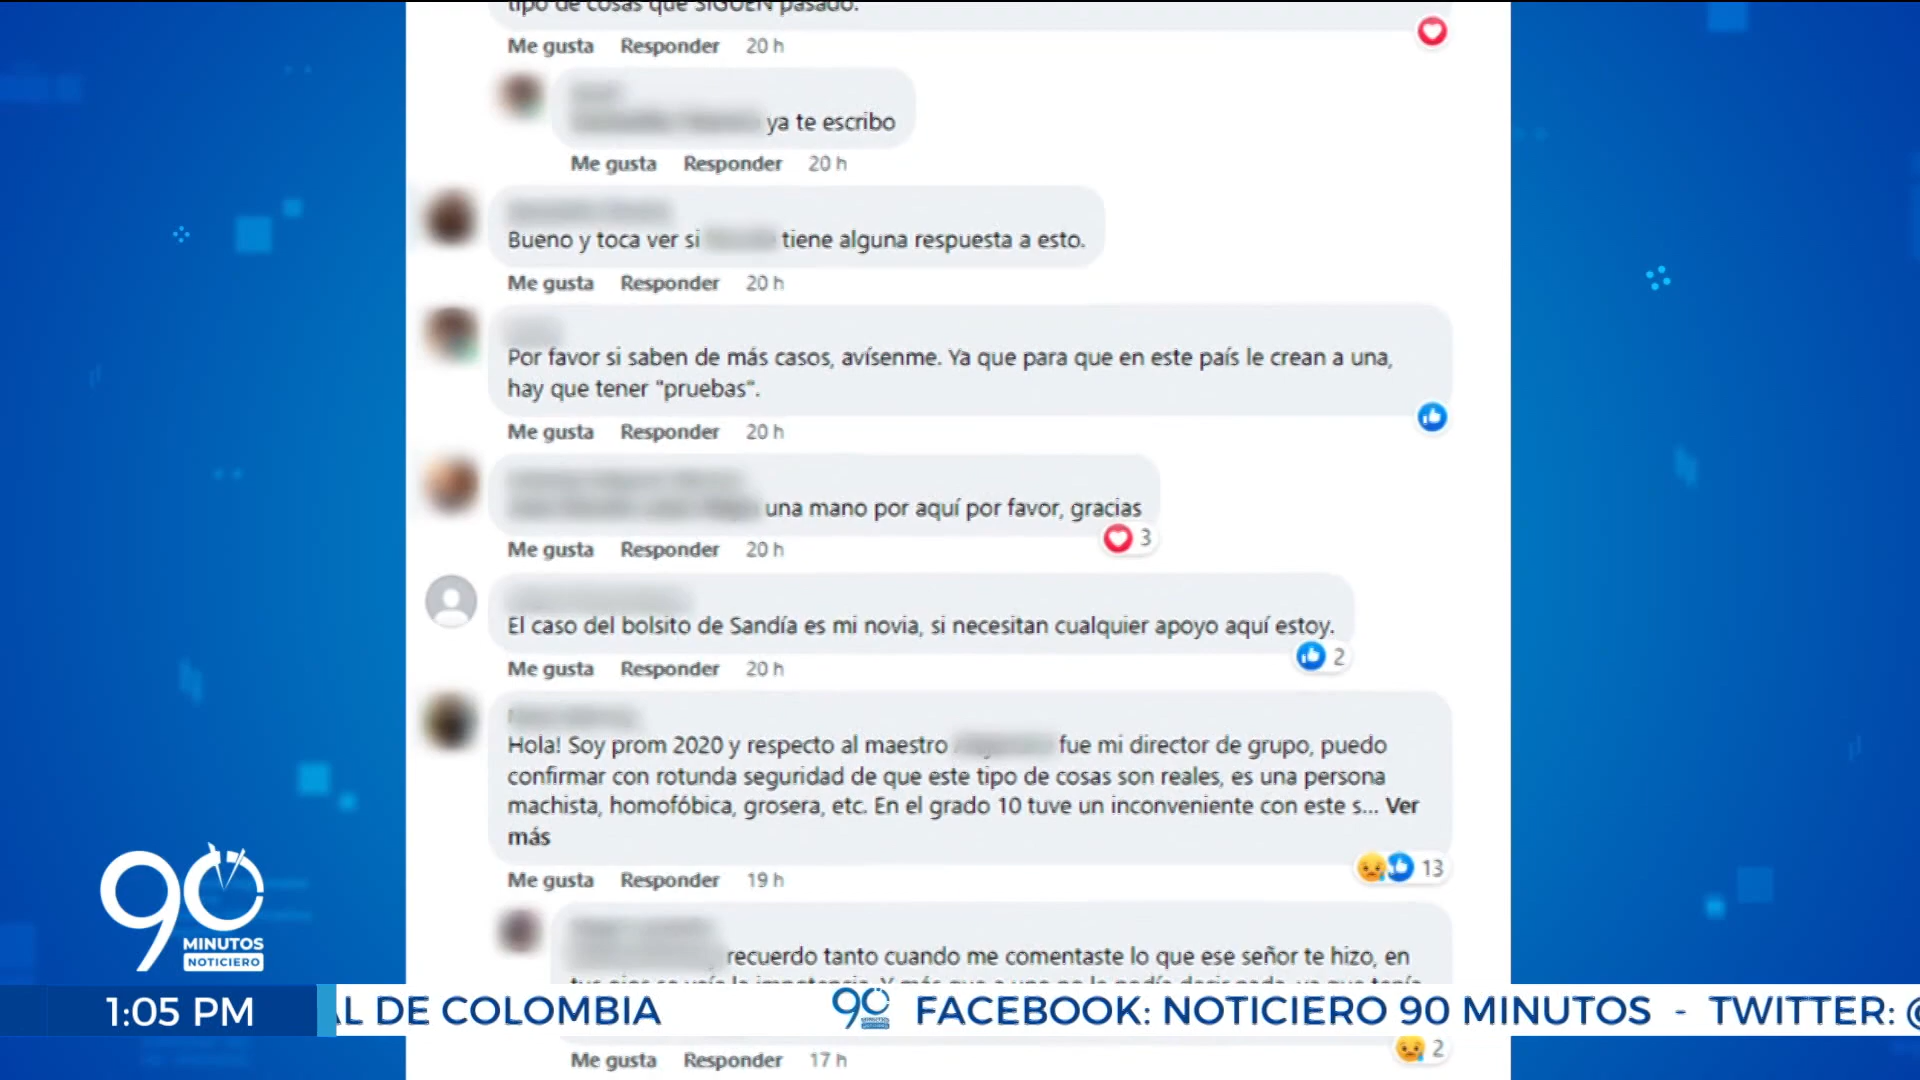 tipo de cosas que SIGUEN pasado.
Me gusta Responder 20 h
ya te escribo
Me gusta Responder 20 h
Bueno y toca ver si tiene alguna respuesta a esto.
Me gusta Responder 20 h
Por favor si saben de más casos, avísenme. Ya que para que en este país le crean a una,
hay que tener "pruebas".
Me gusta Responder 20 h
una mano por aquí por favor, gracias
3
Me gusta Responder 20 h
El caso del bolsito de Sandía es mi novia, si necesitan cualquier apoyo aquí estoy.
2
Me gusta Responder 20 h
Hola! Soy prom 2020 y respecto al maestro fue mi director de grupo, puedo
confirmar con rotunda seguridad de que este tipo de cosas son reales, es una persona
machista, homofóbica, grosera, etc. En el grado 10 tuve un inconveniente con este s... Ver
más
13
Me gusta Responder 19 h
recuerdo tanto cuando me comentaste lo que ese señor te hizo, en
90
MINUTOS
NOTICIERO
1:05 PM
L DE COLOMBIA 90 MINUTOS FACEBOOK: NOTICIERO 90 MINUTOS - TWITTER: @
2
Me gusta Responder 17 h